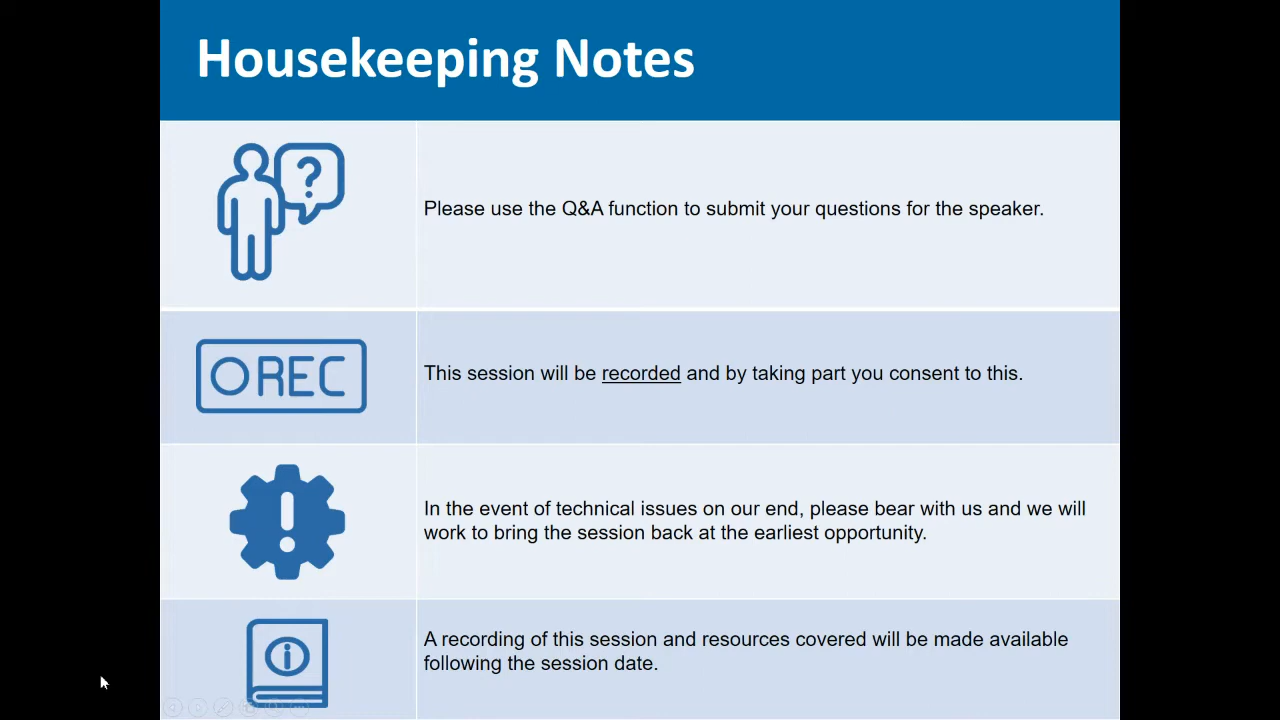 Housekeeping Notes
?
Please use the Q&A function to submit your questions for the speaker.
REC
This session will be recorded and by taking part you consent to this.
!
In the event of technical issues on our end, please bear with us and we will
work to bring the session back at the earliest opportunity.
i
A recording of this session and resources covered will be made available
following the session date.